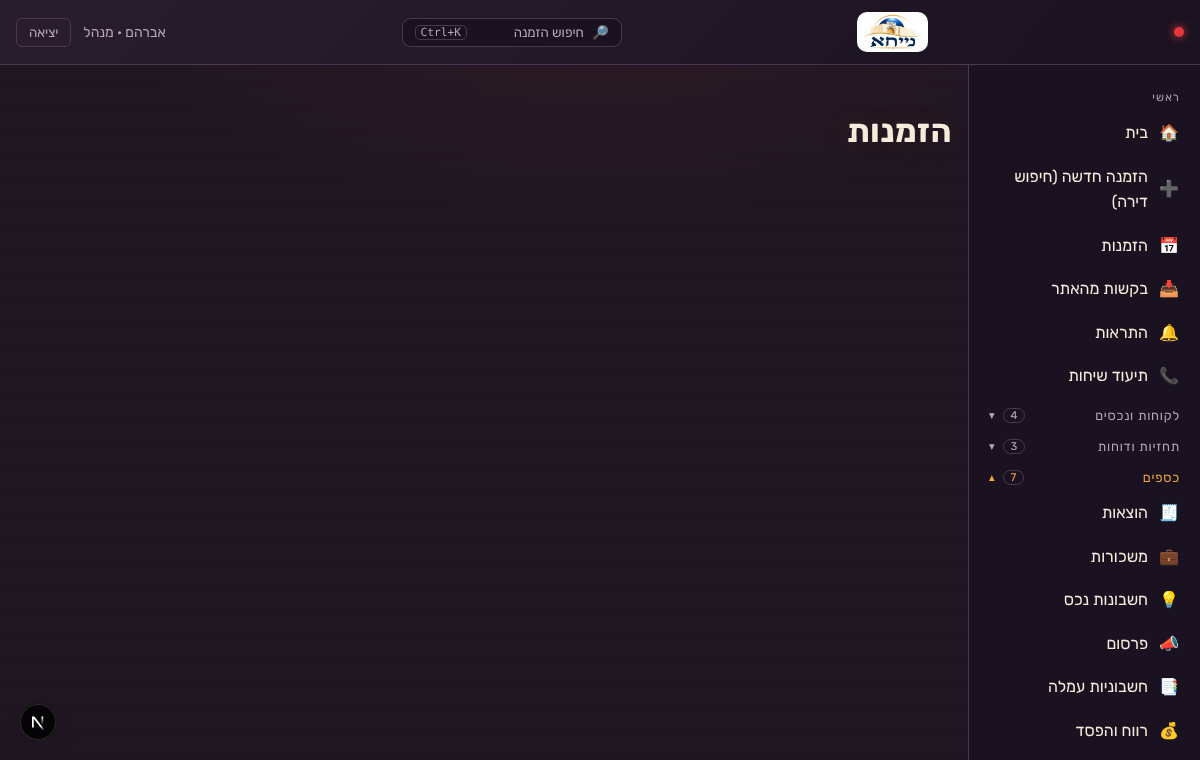 נייחא
חיפוש הזמנה
Ctrl+K
אברהם • מנהל
יציאה
ראשי
בית
הזמנה חדשה (חיפוש
דירה)
הזמנות
בקשות מהאתר
התראות
תיעוד שיחות
לקוחות ונכסים 4
תחזיות ודוחות 3
כספים 7
הוצאות
משכורות
חשבונות נכס
פרסום
חשבוניות עמלה
רווח והפסד
הזמנות
N